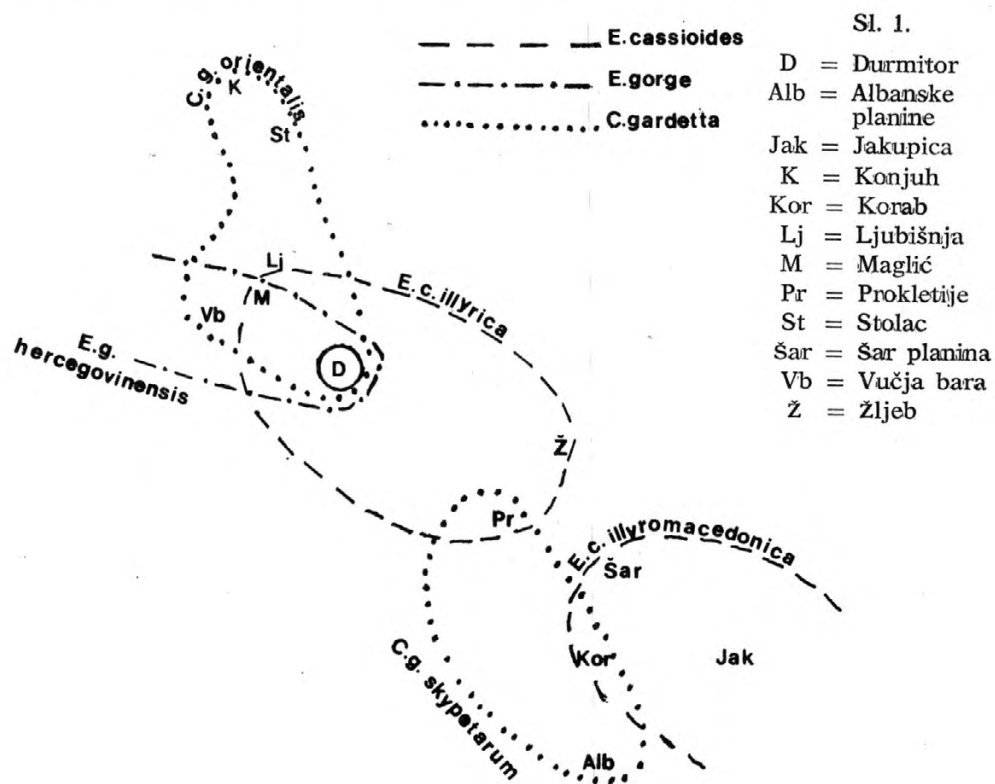 Sl. 1.
E.cassioides
E.gorge
C.gardetta
D = Durmitor
Alb = Albanske
planine
Jak = Jakupica
K = Konjuh
Kor = Korab
Lj = Ljubišnja
M = Maglić
Pr = Prokletije
St = Stolac
Šar = Šar planina
Vb = Vučja bara
Ž = Žljeb
C.g. orientalis
K
St
Lj
M
E.c. illyrica
Vb
D
E.g.
hercegovinensis
Ž
Pr
E.c. illyromacedonica
Šar
Kor
Jak
C.g. skypetarum
Alb